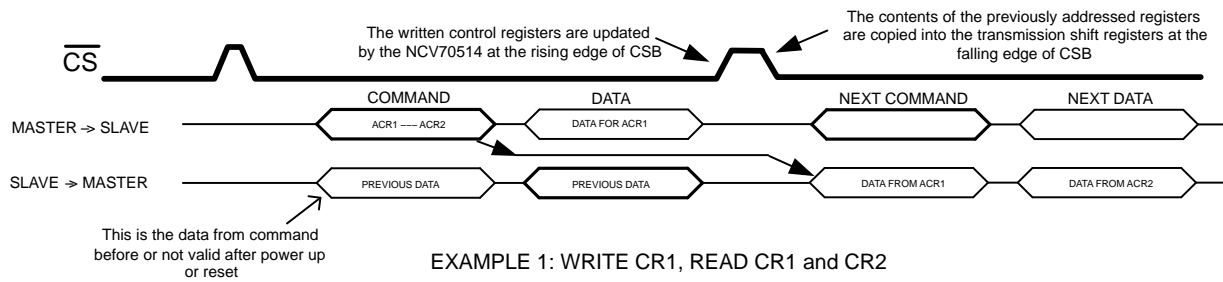 The written control registers are updated
by the NCV70514 at the rising edge of CSB
The contents of the previously addressed registers
are copied into the transmission shift registers at the
falling edge of CSB
CS
COMMAND
DATA
NEXT COMMAND
NEXT DATA
MASTER -> SLAVE
ACR1 --- ACR2
DATA FOR ACR1
SLAVE -> MASTER
PREVIOUS DATA
PREVIOUS DATA
DATA FROM ACR1
DATA FROM ACR2
This is the data from command
before or not valid after power up
or reset
EXAMPLE 1: WRITE CR1, READ CR1 and CR2